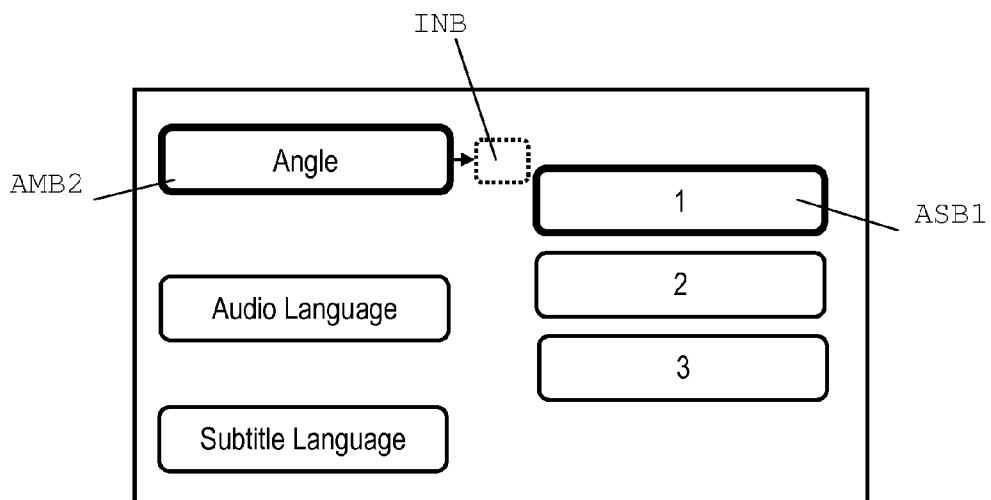 INB
Angle
AMB2
1
ASB1
2
Audio Language
3
Subtitle Language